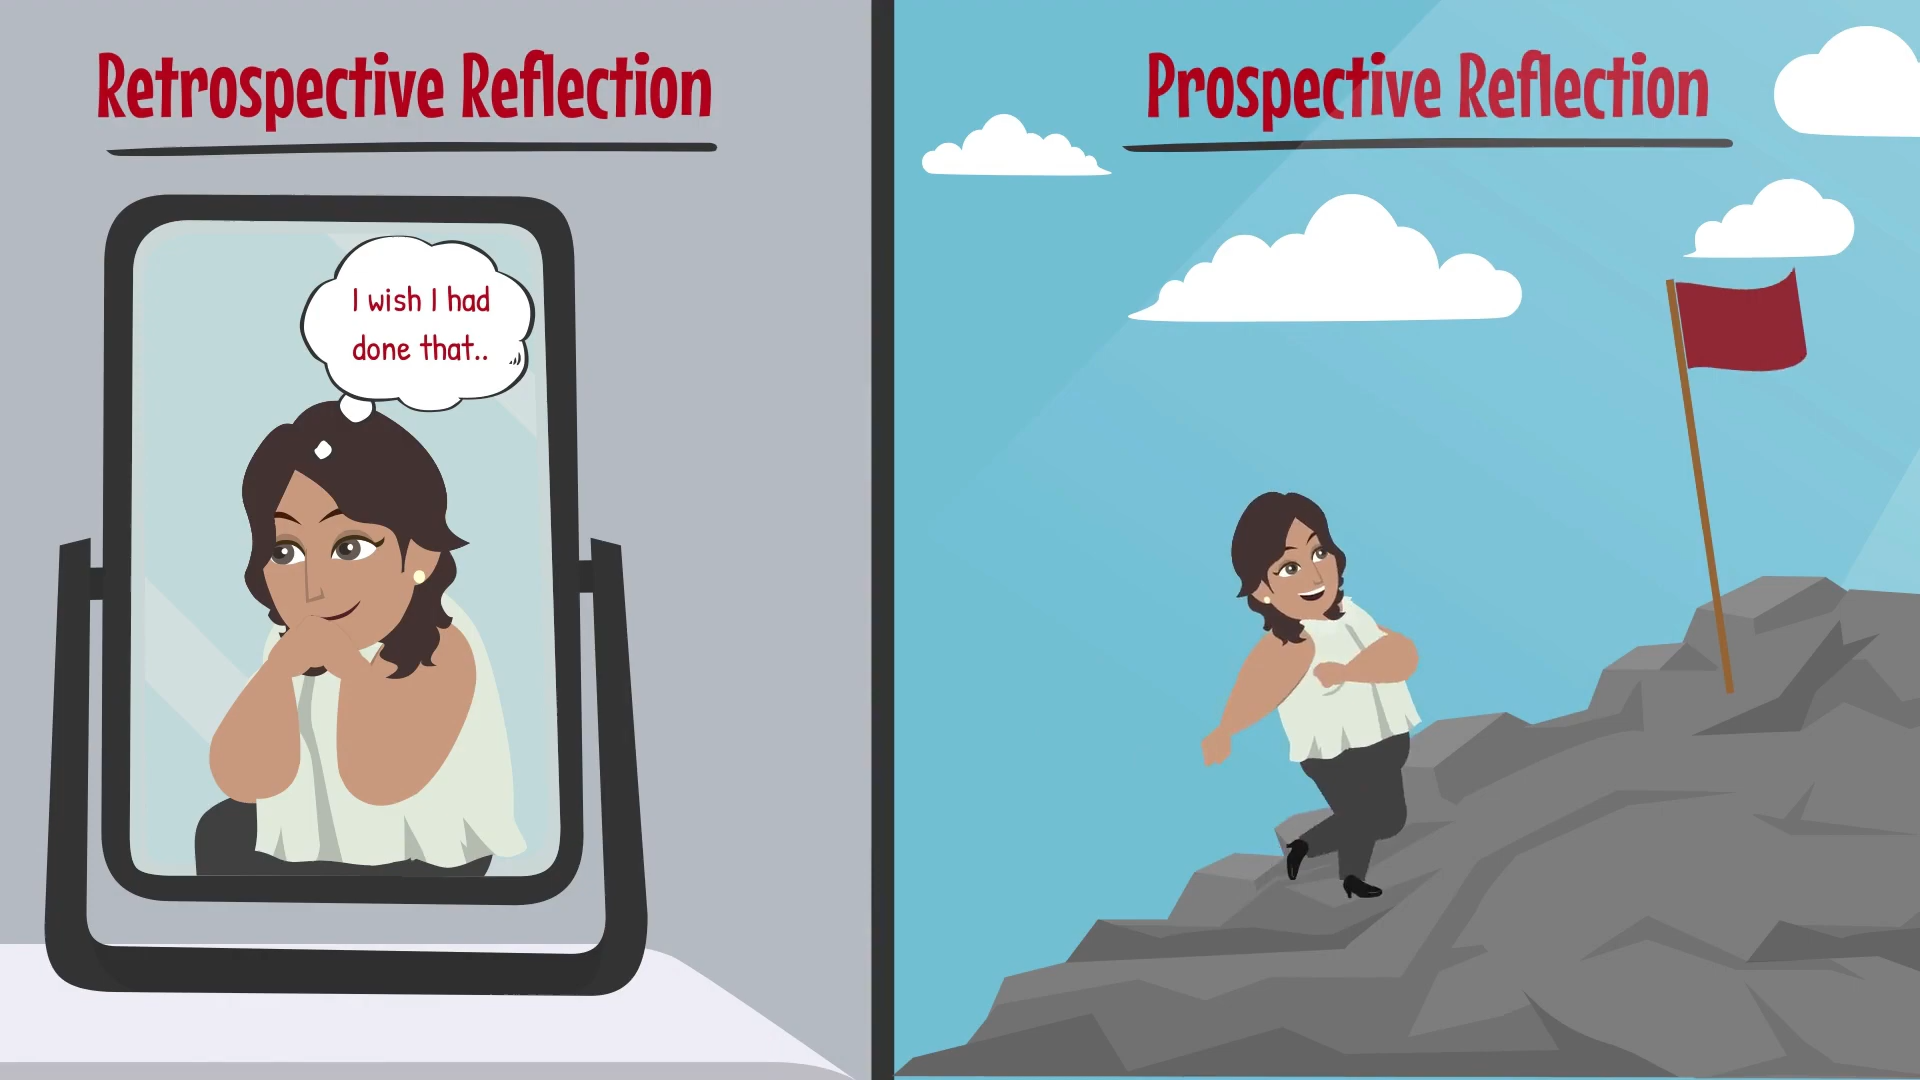 Retrospective Reflection
I wish I had
done that..
Prospective Reflection